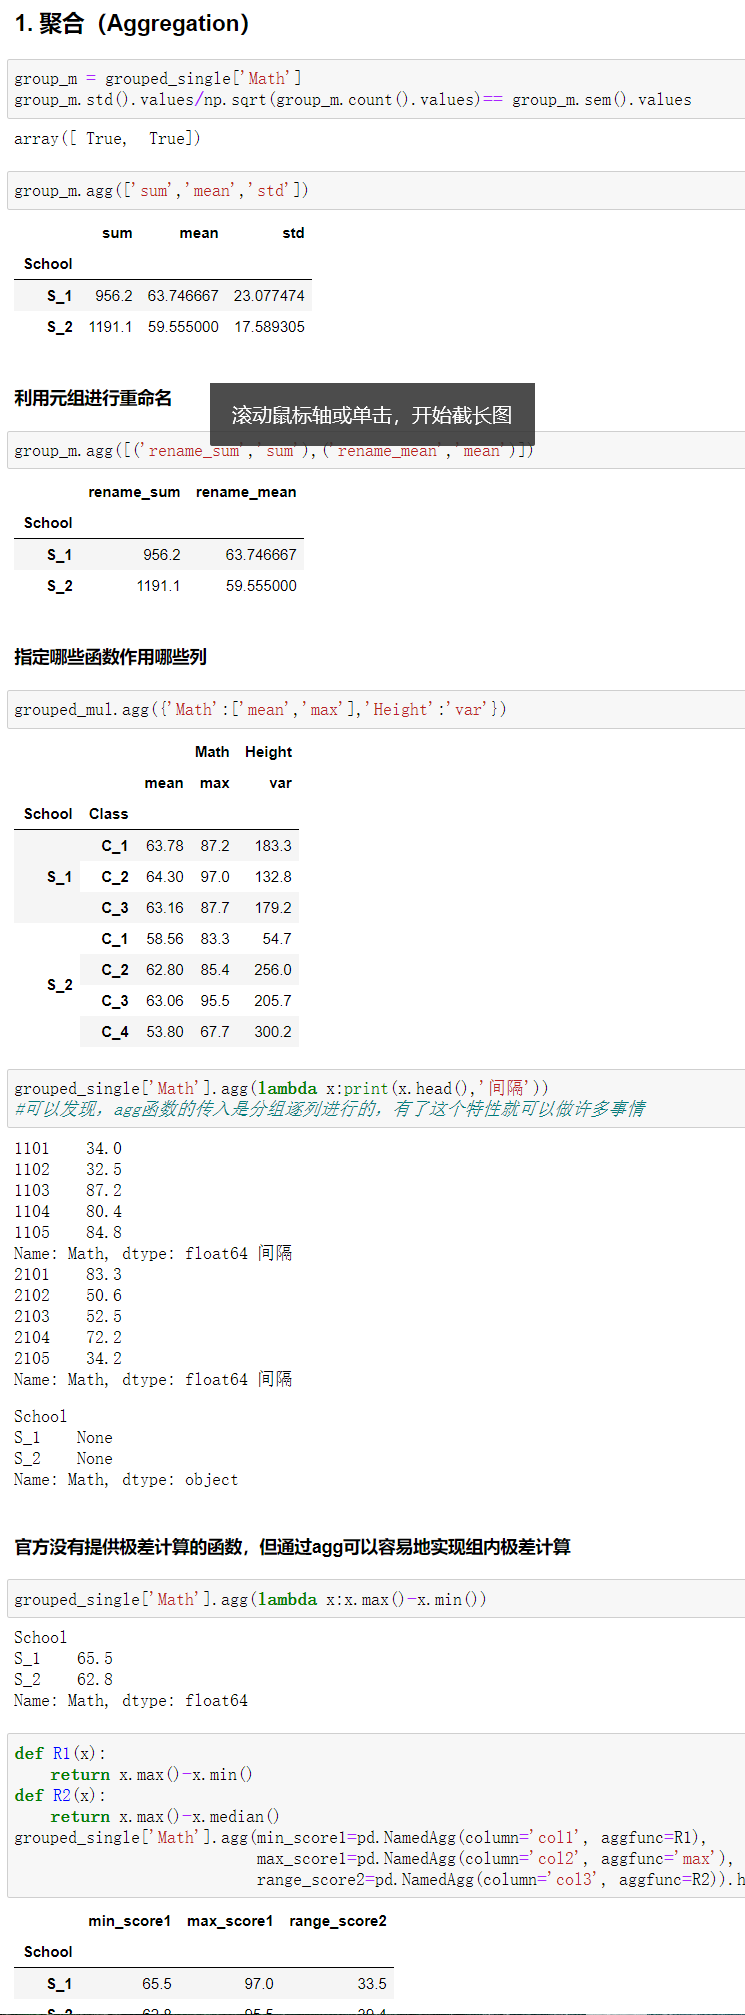 1. 聚合（Aggregation）
group_m = grouped_single['Math']
group_m.std().values/np.sqrt(group_m.count().values)== group_m.sem().values
array([ True,  True])
group_m.agg(['sum','mean','std'])
sum mean std
School
S_1 956.2 63.746667 23.077474
S_2 1191.1 59.555000 17.589305
利用元组进行重命名
滚动鼠标轴或单击，开始截长图
group_m.agg([('rename_sum','sum'),('rename_mean','mean')])
rename_sum rename_mean
School
S_1 956.2 63.746667
S_2 1191.1 59.555000
指定哪些函数作用哪些列
grouped_mul.agg({'Math':['mean','max'],'Height':'var'})
Math Height
mean max var
School Class
C_1 63.78 87.2 183.3
S_1 C_2 64.30 97.0 132.8
C_3 63.16 87.7 179.2
C_1 58.56 83.3 54.7
C_2 62.80 85.4 256.0
S_2
C_3 63.06 95.5 205.7
C_4 53.80 67.7 300.2
grouped_single['Math'].agg(lambda x:print(x.head(),'间隔'))
#可以发现，agg函数的传入是分组逐列进行的，有了这个特性就可以做许多事情
1101    34.0
1102    32.5
1103    87.2
1104    80.4
1105    84.8
Name: Math, dtype: float64 间隔
2101    83.3
2102    50.6
2103    52.5
2104    72.2
2105    34.2
Name: Math, dtype: float64 间隔
School
S_1    None
S_2    None
Name: Math, dtype: object
官方没有提供极差计算的函数，但通过agg可以容易地实现组内极差计算
grouped_single['Math'].agg(lambda x:x.max()-x.min())
School
S_1    65.5
S_2    62.8
Name: Math, dtype: float64
def R1(x):
    return x.max()-x.min()
def R2(x):
    return x.max()-x.median()
grouped_single['Math'].agg(min_score1=pd.NamedAgg(column='col1', aggfunc=R1),
max_score1=pd.NamedAgg(column='col2', aggfunc='max'),
range_score2=pd.NamedAgg(column='col3', aggfunc=R2)).h
min_score1 max_score1 range_score2
School
S_1 65.5 97.0 33.5